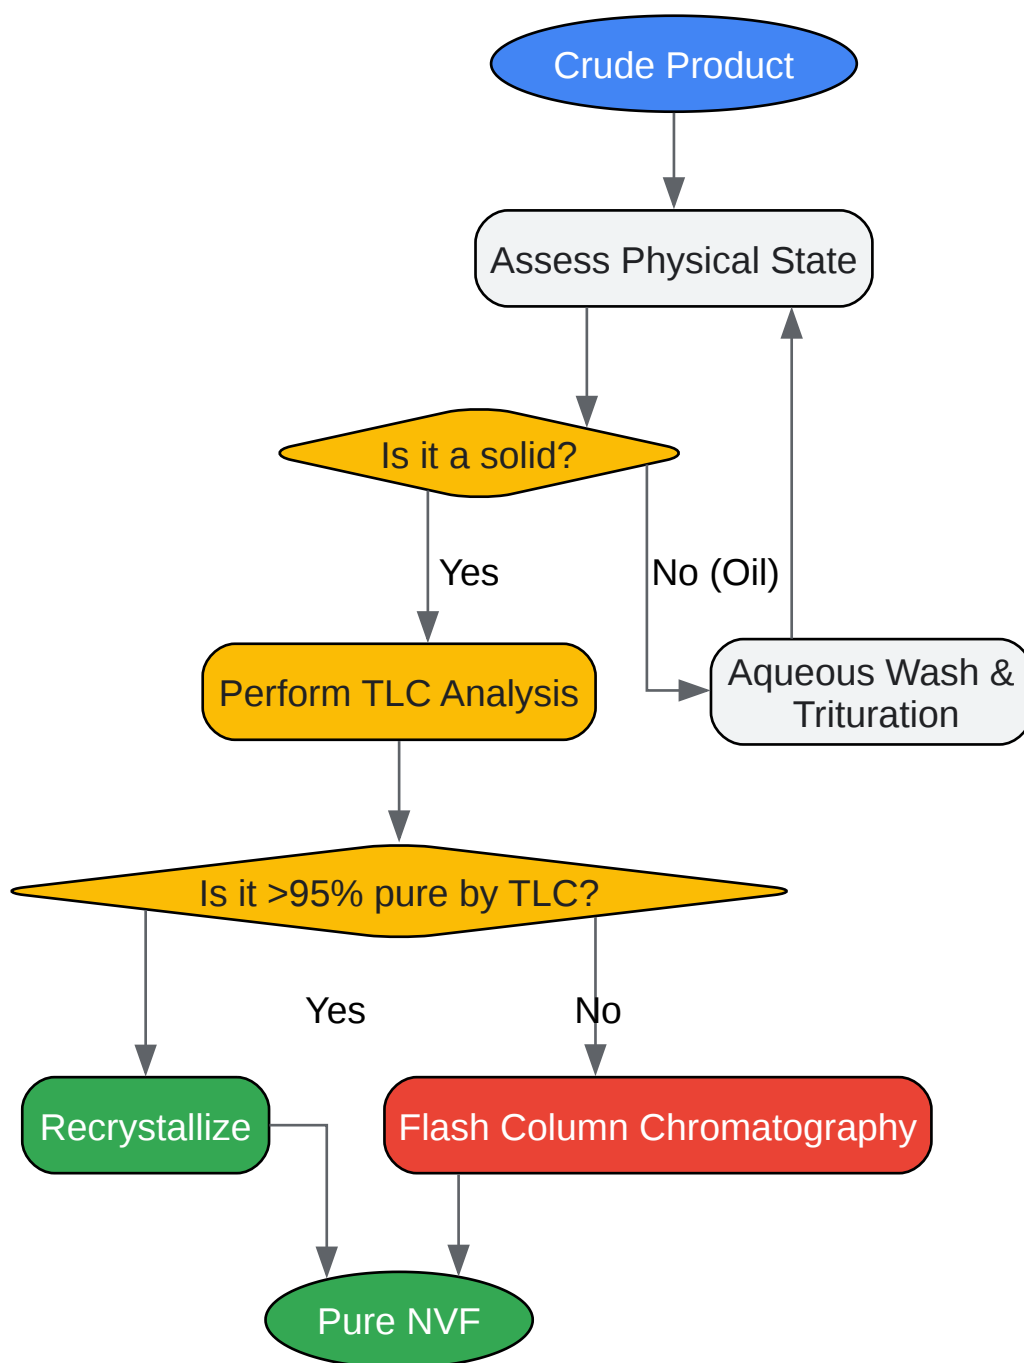 Crude Product
Assess Physical State
Is it a solid?
Yes
No (Oil)
Perform TLC Analysis
Aqueous Wash &
Trituration
Is it >95% pure by TLC?
Yes
No
Recrystallize
Flash Column Chromatography
Pure NVF